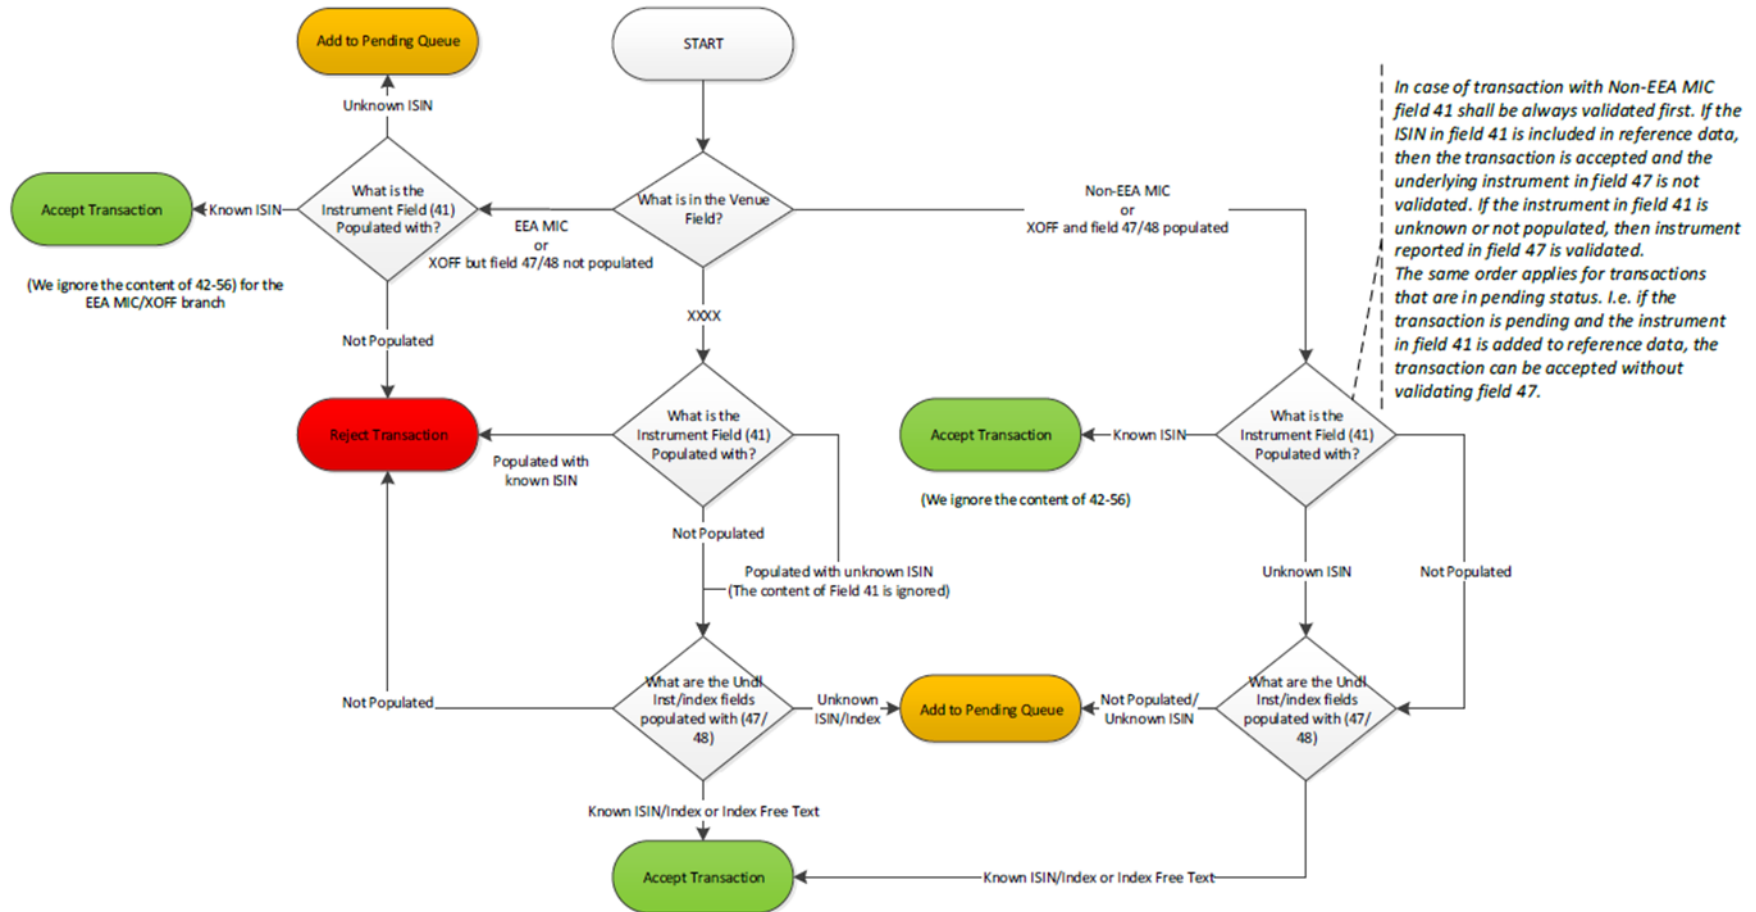 Add to Pending Queue
START
Unknown ISIN
In case of transaction with Non-EEA MIC
field 41 shall be always validated first. If the
ISIN in field 41 is included in reference data,
then the transaction is accepted and the
underlying instrument in field 47 is not
validated. If the instrument in field 41 is
unknown or not populated, then instrument
reported in field 47 is validated.
The same order applies for transactions
that are in pending status. I.e. if the
transaction is pending and the instrument
in field 41 is added to reference data, the
transaction can be accepted without
validating field 47.
Accept Transaction
Known ISIN
What is the
Instrument Field (41)
Populated with?
What is in the Venue
Field?
EEA MIC
or
XOFF but field 47/48 not populated
Non-EEA MIC
or
XOFF and field 47/48 populated
(We ignore the content of 42-56) for the
EEA MIC/XOFF branch
Not Populated
XXXX
Reject Transaction
Populated with
known ISIN
What is the
Instrument Field (41)
Populated with?
Accept Transaction
Known ISIN
What is the
Instrument Field (41)
Populated with?
(We ignore the content of 42-56)
Not Populated
Populated with unknown ISIN
(The content of Field 41 is ignored)
Unknown ISIN
Not Populated
Not Populated
What are the Undl
Inst/index fields
populated with (47/
48)
Unknown
ISIN/Index
Add to Pending Queue
Not Populated/
Unknown ISIN
What are the Undl
Inst/index fields
populated with (47/
48)
Known ISIN/Index or Index Free Text
Accept Transaction
Known ISIN/Index or Index Free Text